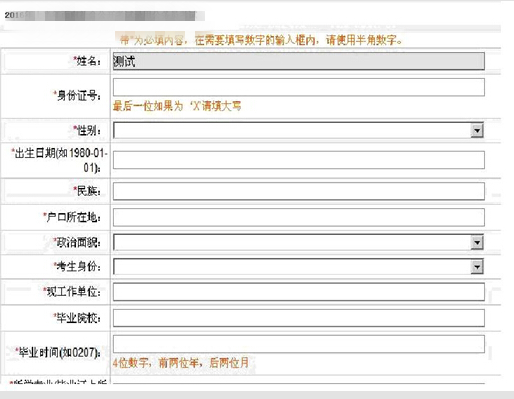 带*为必填内容，在需要填写数字的输入框内，请使用半角数字。
*姓名： 测试
*身份证号：
最后一位如果为‘X’请填大写
*性别：
*出生日期(如1980-01-
01)：
*民族：
*户口所在地：
*政治面貌：
*考生身份：
*现工作单位：
*毕业院校：
*毕业时间(如0207)：
4位数字，前两位年，后两位月